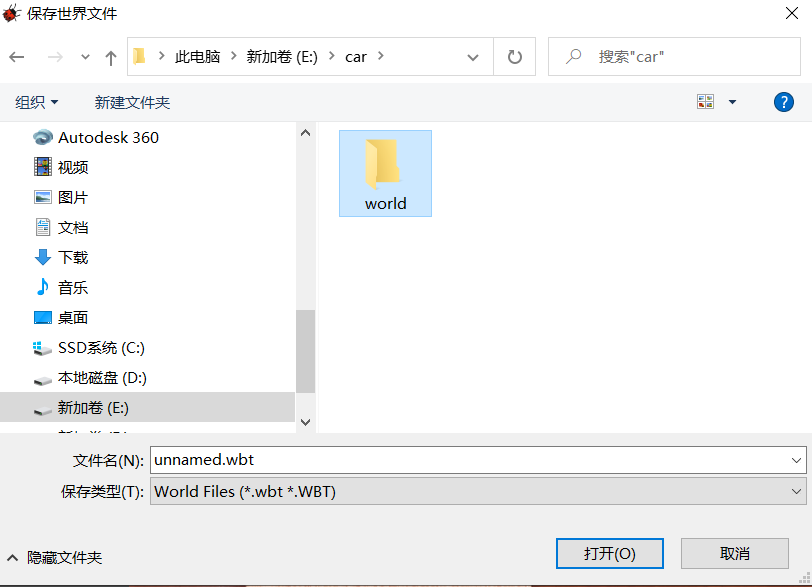 保存世界文件
此电脑 新加卷 (E:) car
搜索"car"
组织 新建文件夹
?
Autodesk 360
视频
图片
文档
下载
音乐
桌面
SSD系统 (C:)
本地磁盘 (D:)
新加卷 (E:)
world
文件名(N): unnamed.wbt
保存类型(T): World Files (*.wbt *.WBT)
隐藏文件夹
打开(O) 取消